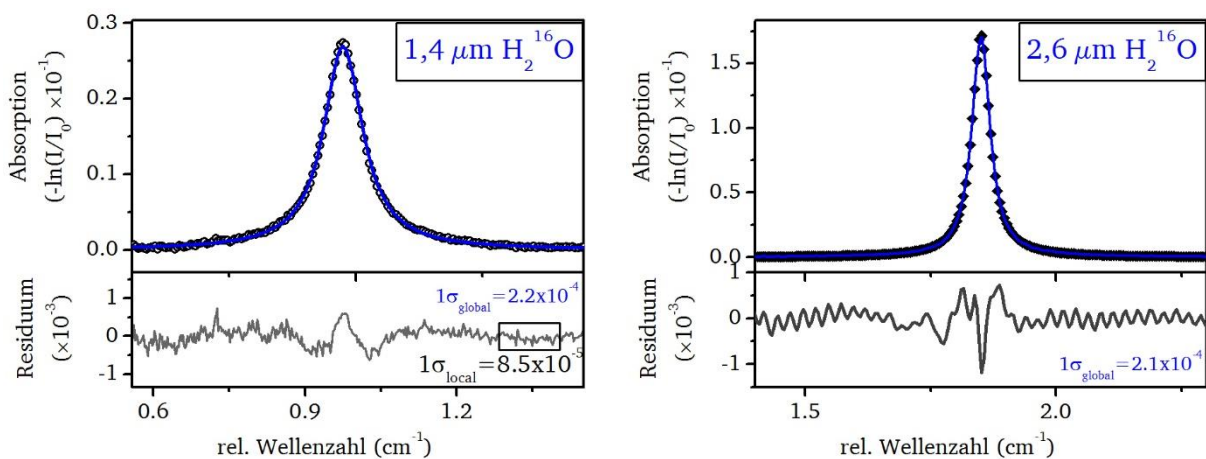 0.3
0.2
0.1
0.0
Absorption
(-ln(I/I₀) ×10⁻¹)
1,4 μm H₂¹⁶O
1
0
-1
Residuum
(×10⁻³)
1σglobal=2.2x10⁻⁴
1σlocal=8.5x10⁻⁵
0.6 0.9 1.2
rel. Wellenzahl (cm⁻¹)
1.5
1.0
0.5
0.0
Absorption
(-ln(I/I₀) ×10⁻¹)
2,6 μm H₂¹⁶O
1
0
-1
Residuum
(×10⁻³)
1σglobal=2.1x10⁻⁴
1.5 2.0
rel. Wellenzahl (cm⁻¹)